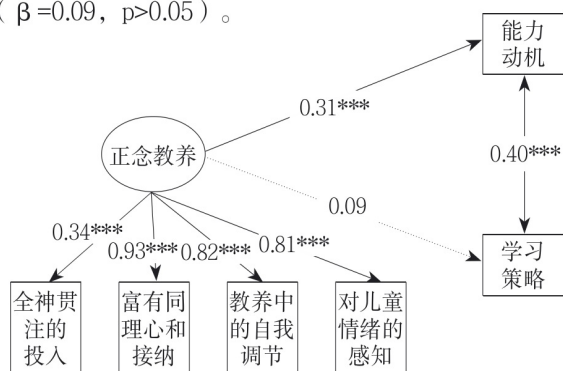 （β=0.09，p>0.05）。
能力
动机
0.31***
正念教养
0.40***
0.09
0.34***
0.93***
0.82***
0.81***
学习
策略
全神贯
注的
投入
富有同
理心和
接纳
教养中
的自我
调节
对儿童
情绪的
感知